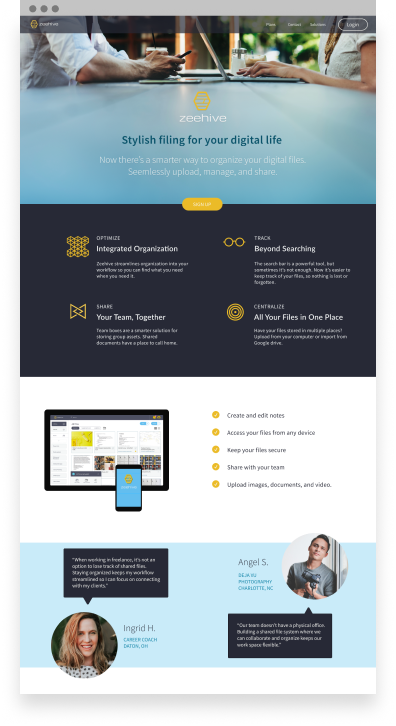 zeehive
Plans Contact Solutions Login
zeehive
Stylish filing for your digital life
Now there's a smarter way to organize your digital files.
Seemlessly upload, manage, and share.
SIGN UP
OPTIMIZE
Integrated Organization
Zeehive streamlines organization into your
workflow so you can find what you need
when you need it.
TRACK
Beyond Searching
The search bar is a powerful tool, but
sometimes it's not enough. Now it's easier to
keep track of your files, so nothing is lost or
forgotten.
SHARE
Your Team, Together
Team boxes are a smarter solution for
storing group assets. Shared
documents have a place to call home.
CENTRALIZE
All Your Files in One Place
Have your files stored in multiple places?
Upload from your computer or import from
Google drive.
zeehive
Create and edit notes
Access your files from any device
Keep your files secure
Share with your team
Upload images, documents, and video.
"When working in freelance, it's not an
option to lose track of shared files.
Staying organized keeps my workflow
streamlined so I can focus on connecting
with my clients."
Ingrid H.
CAREER COACH
DATON, OH
Angel S.
DEJA VU
PHOTOGRAPHY
CHARLOTTE, NC
"Our team doesn't have a physical office.
Building a shared file system where we
can collaborate and organize keeps our
work space flexible."